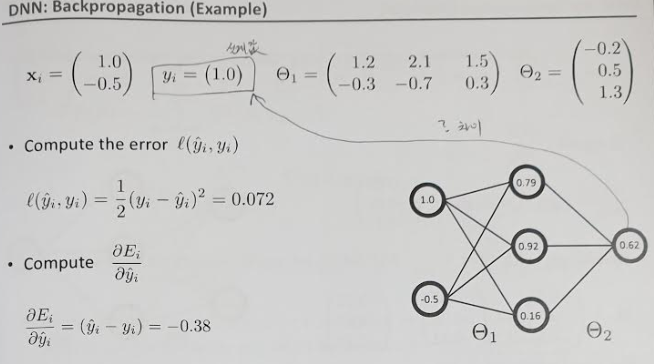 DNN: Backpropagation (Example)
x_i = ( 1.0 -0.5 ) y_i = (1.0) Θ_1 = ( 1.2 2.1 1.5 -0.3 -0.7 0.3 ) Θ_2 = ( -0.2 0.5 1.3 )
차이
• Compute the error ℓ(ŷ_i, y_i)
ℓ(ŷ_i, y_i) = 1/2 (y_i − ŷ_i)² = 0.072
• Compute ∂E_i/∂ŷ_i
∂E_i/∂ŷ_i = (ŷ_i − y_i) = −0.38
1.0
-0.5
0.79
0.92
0.16
0.62
Θ_1
Θ_2